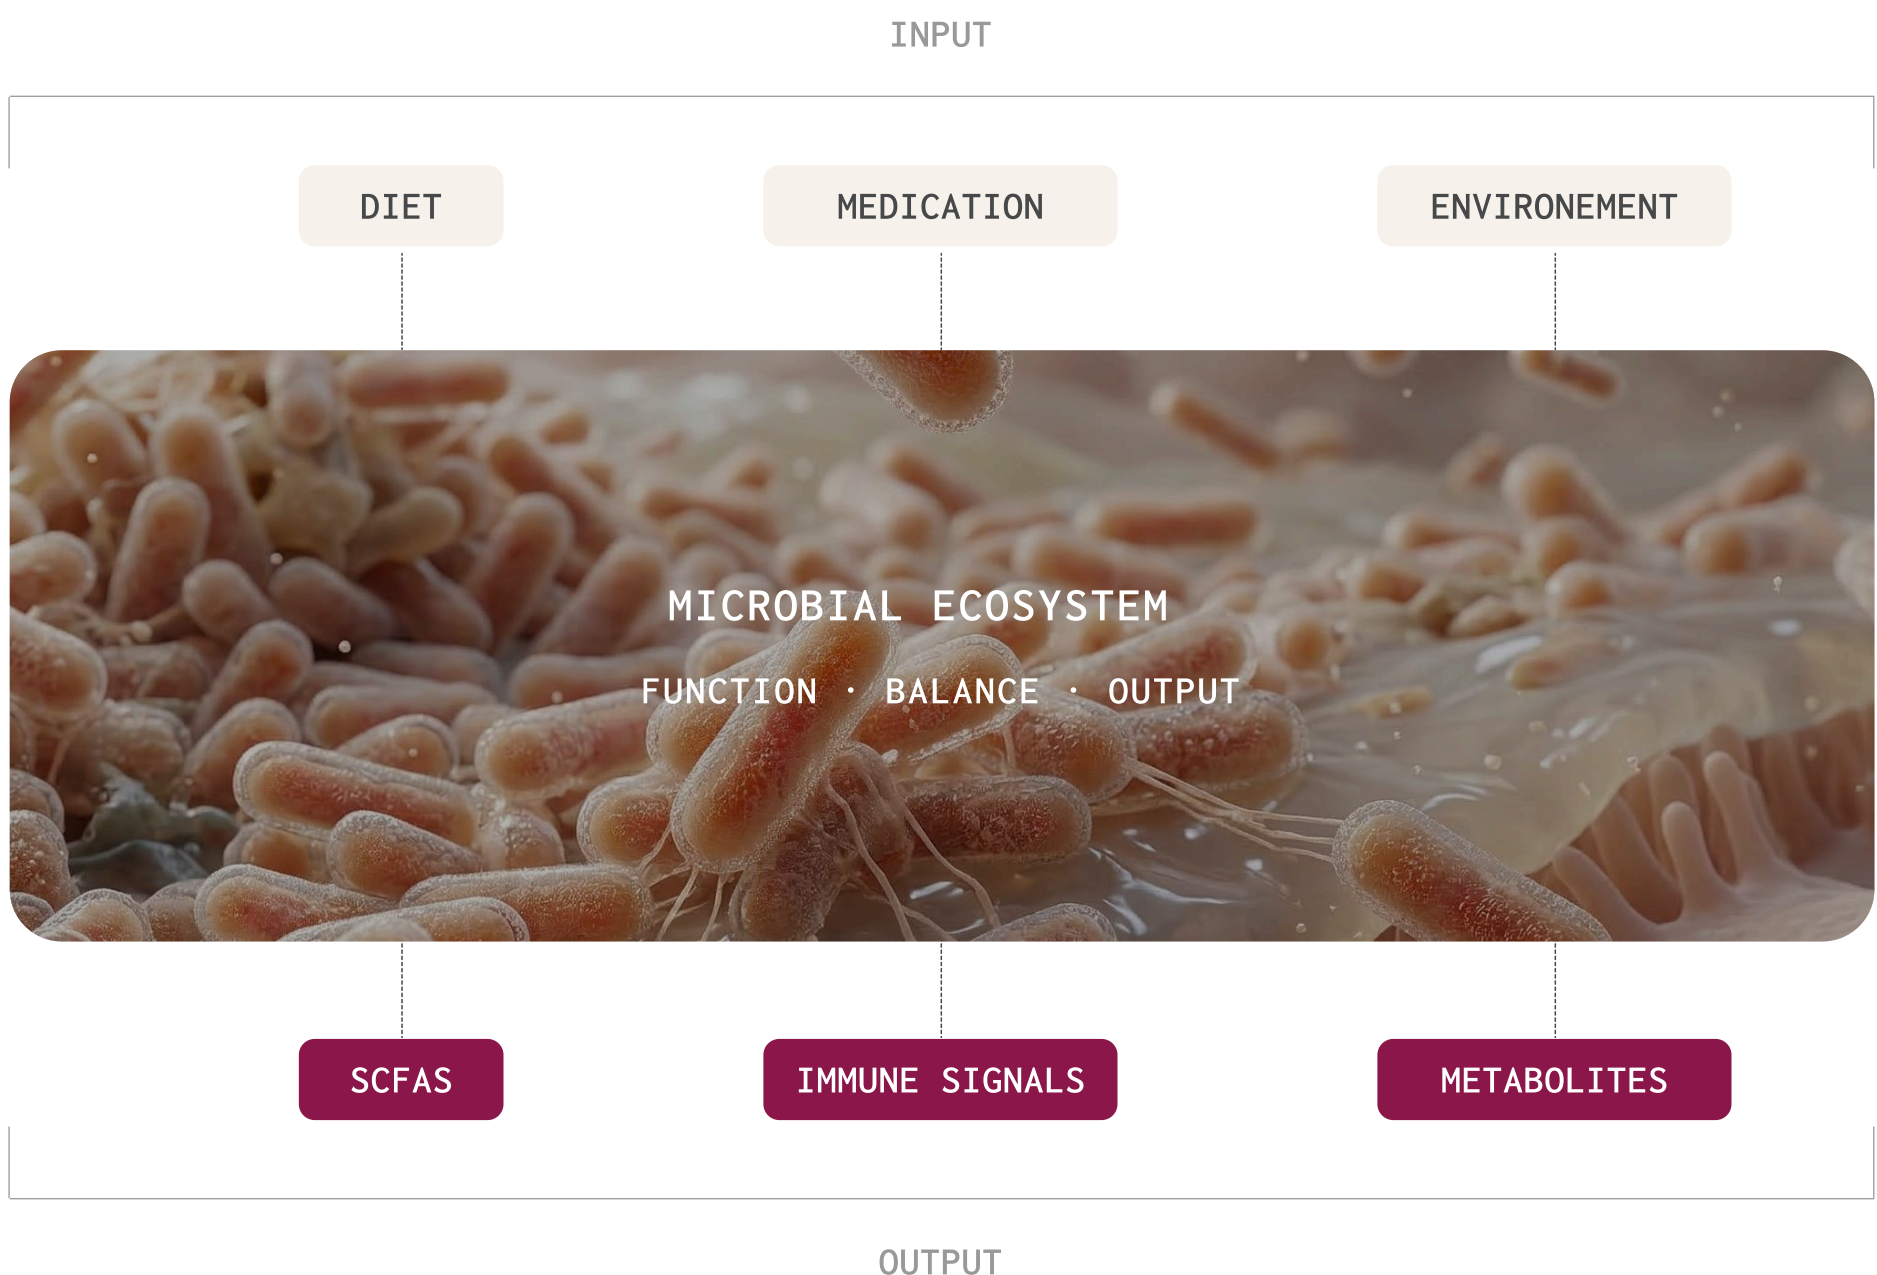 INPUT
DIET
MEDICATION
ENVIRONEMENT
MICROBIAL ECOSYSTEM
FUNCTION · BALANCE · OUTPUT
SCFAS
IMMUNE SIGNALS
METABOLITES
OUTPUT